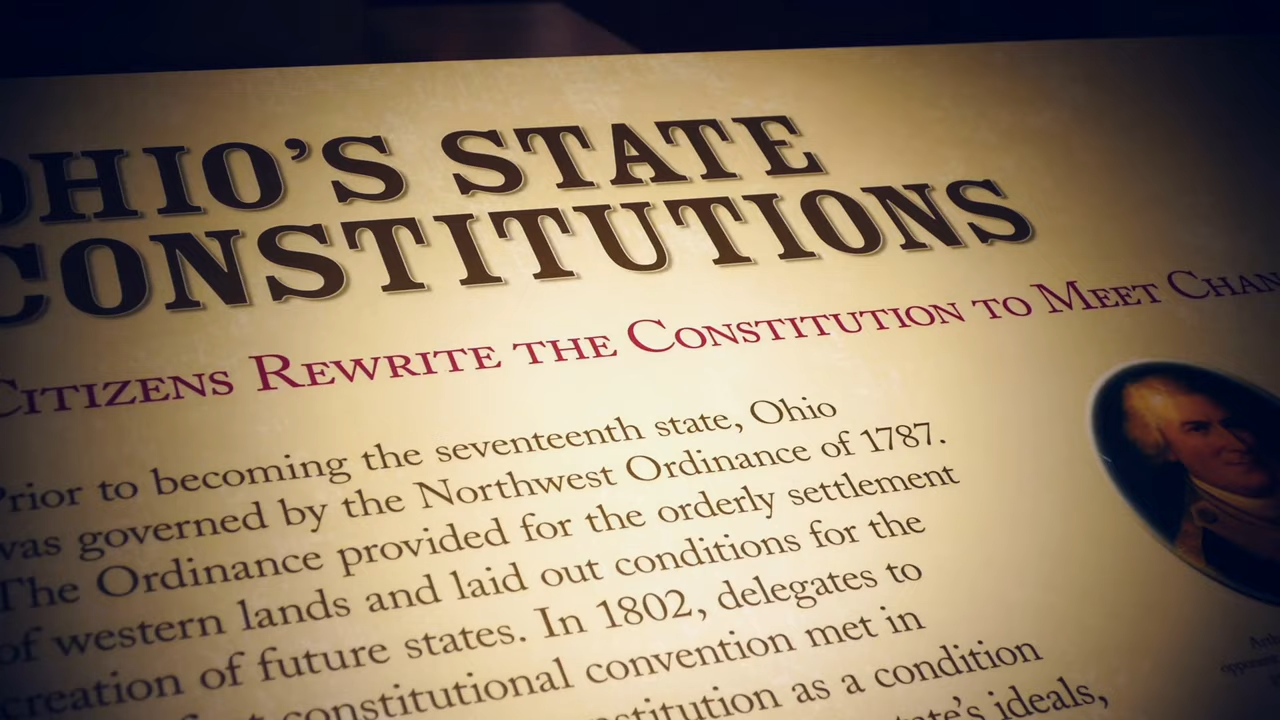 OHIO'S STATE
CONSTITUTIONS
CITIZENS REWRITE THE CONSTITUTION TO MEET CHAN
Prior to becoming the seventeenth state, Ohio
was governed by the Northwest Ordinance of 1787.
The Ordinance provided for the orderly settlement
of western lands and laid out conditions for the
creation of future states. In 1802, delegates to
constitutional convention met in
stitution as a condition
ate's ideals,